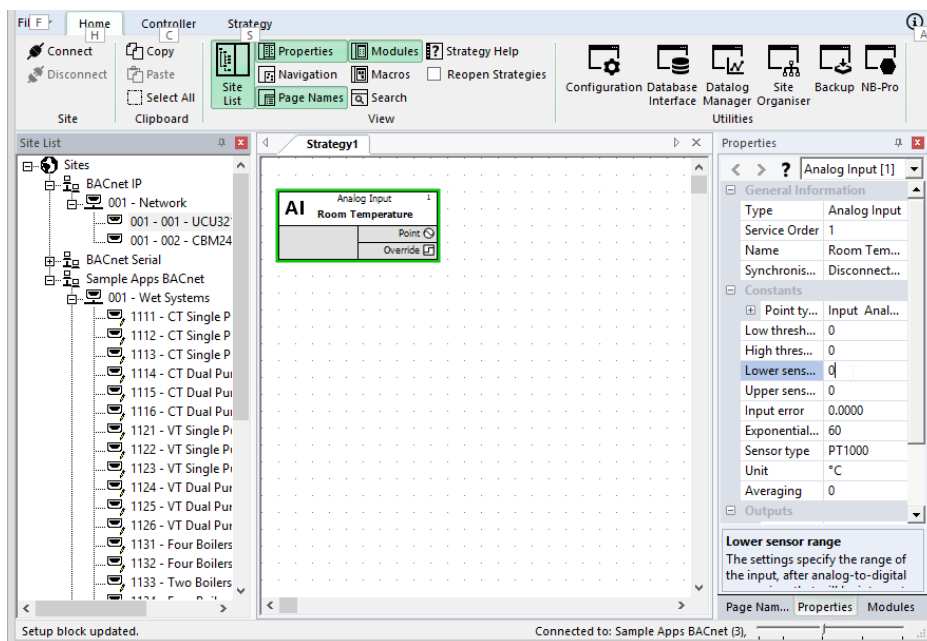 Fil F Home Controller Strategy
H C S A
Connect
Disconnect
Site
Copy
Paste
Select All
Clipboard
Site
List
Properties Modules Strategy Help
Navigation Macros Reopen Strategies
Page Names Search
View
Configuration Database Datalog Site Backup NB-Pro
Interface Manager Organiser
Utilities
Site List
Sites
BACnet IP
001 - Network
001 - 001 - UCU32
001 - 002 - CBM24
BACnet Serial
Sample Apps BACnet
001 - Wet Systems
1111 - CT Single P
1112 - CT Single P
1113 - CT Single P
1114 - CT Dual Pu
1115 - CT Dual Pu
1116 - CT Dual Pu
1121 - VT Single P
1122 - VT Single P
1123 - VT Single P
1124 - VT Dual Pur
1125 - VT Dual Pur
1126 - VT Dual Pur
1131 - Four Boilers
1132 - Four Boilers
1133 - Two Boilers
Strategy1
Analog Input 1
AI Room Temperature
Point
Override
Properties
? Analog Input [1]
General Information
Type Analog Input
Service Order 1
Name Room Tem...
Synchronis... Disconnect...
Constants
Point ty... Input Anal...
Low thresh... 0
High thres... 0
Lower sens... 0
Upper sens... 0
Input error 0.0000
Exponential... 60
Sensor type PT1000
Unit °C
Averaging 0
Outputs
Lower sensor range
The settings specify the range of
the input, after analog-to-digital
Page Nam... Properties Modules
Setup block updated.
Connected to: Sample Apps BACnet (3),